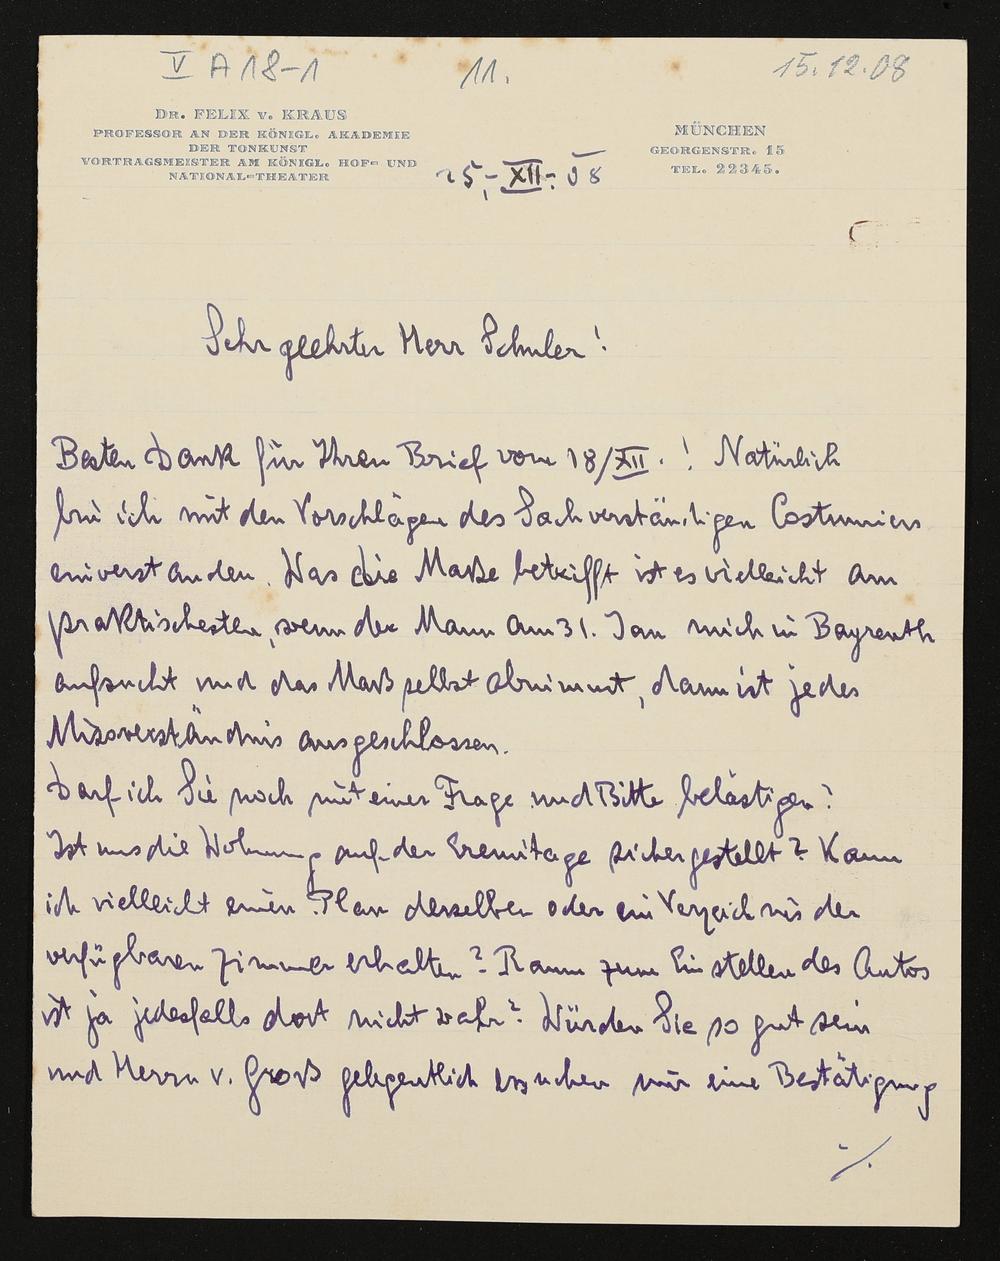 V A 18-1 11. 15.12.08
DR. FELIX v. KRAUS
PROFESSOR AN DER KÖNIGL. AKADEMIE
DER TONKUNST
VORTRAGSMEISTER AM KÖNIGL. HOF= UND
NATIONAL=THEATER
MÜNCHEN
GEORGENSTR. 15
TEL. 22345.
25.-XII-.08
Sehr geehrter Herr Schuler!
Besten Dank für Ihren Brief vom 18/XII.! Natürlich
bin ich mit den Vorschlägen des Sachverständigen Costumiers
einverstanden. Was die Maße betrifft ist es vielleicht am
praktischesten, wenn der Mann am 31. Jan mich in Bayreuth
aufsucht und das Maß selbst abnimmt, dann ist jedes
Missverständnis ausgeschlossen.
Darf ich Sie noch mit einer Frage und Bitte belästigen?
Ist uns die Wohnung auf der Eremitage sichergestellt? Kann
ich vielleicht einen Plan derselben oder ein Verzeichnis der
verfügbaren Zimmer erhalten? Raum zum Einstellen des Autos
ist ja jedesfalls dort nicht wahr? Würden Sie so gut sein
und Herrn v. Groß gelegentlich ersuchen mir eine Bestätigung
./.